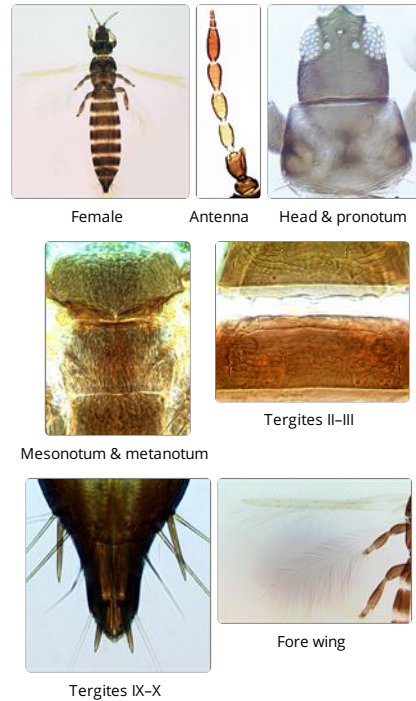 Female
Antenna
Head & pronotum
Mesonotum & metanotum
Tergites II–III
Tergites IX–X
Fore wing